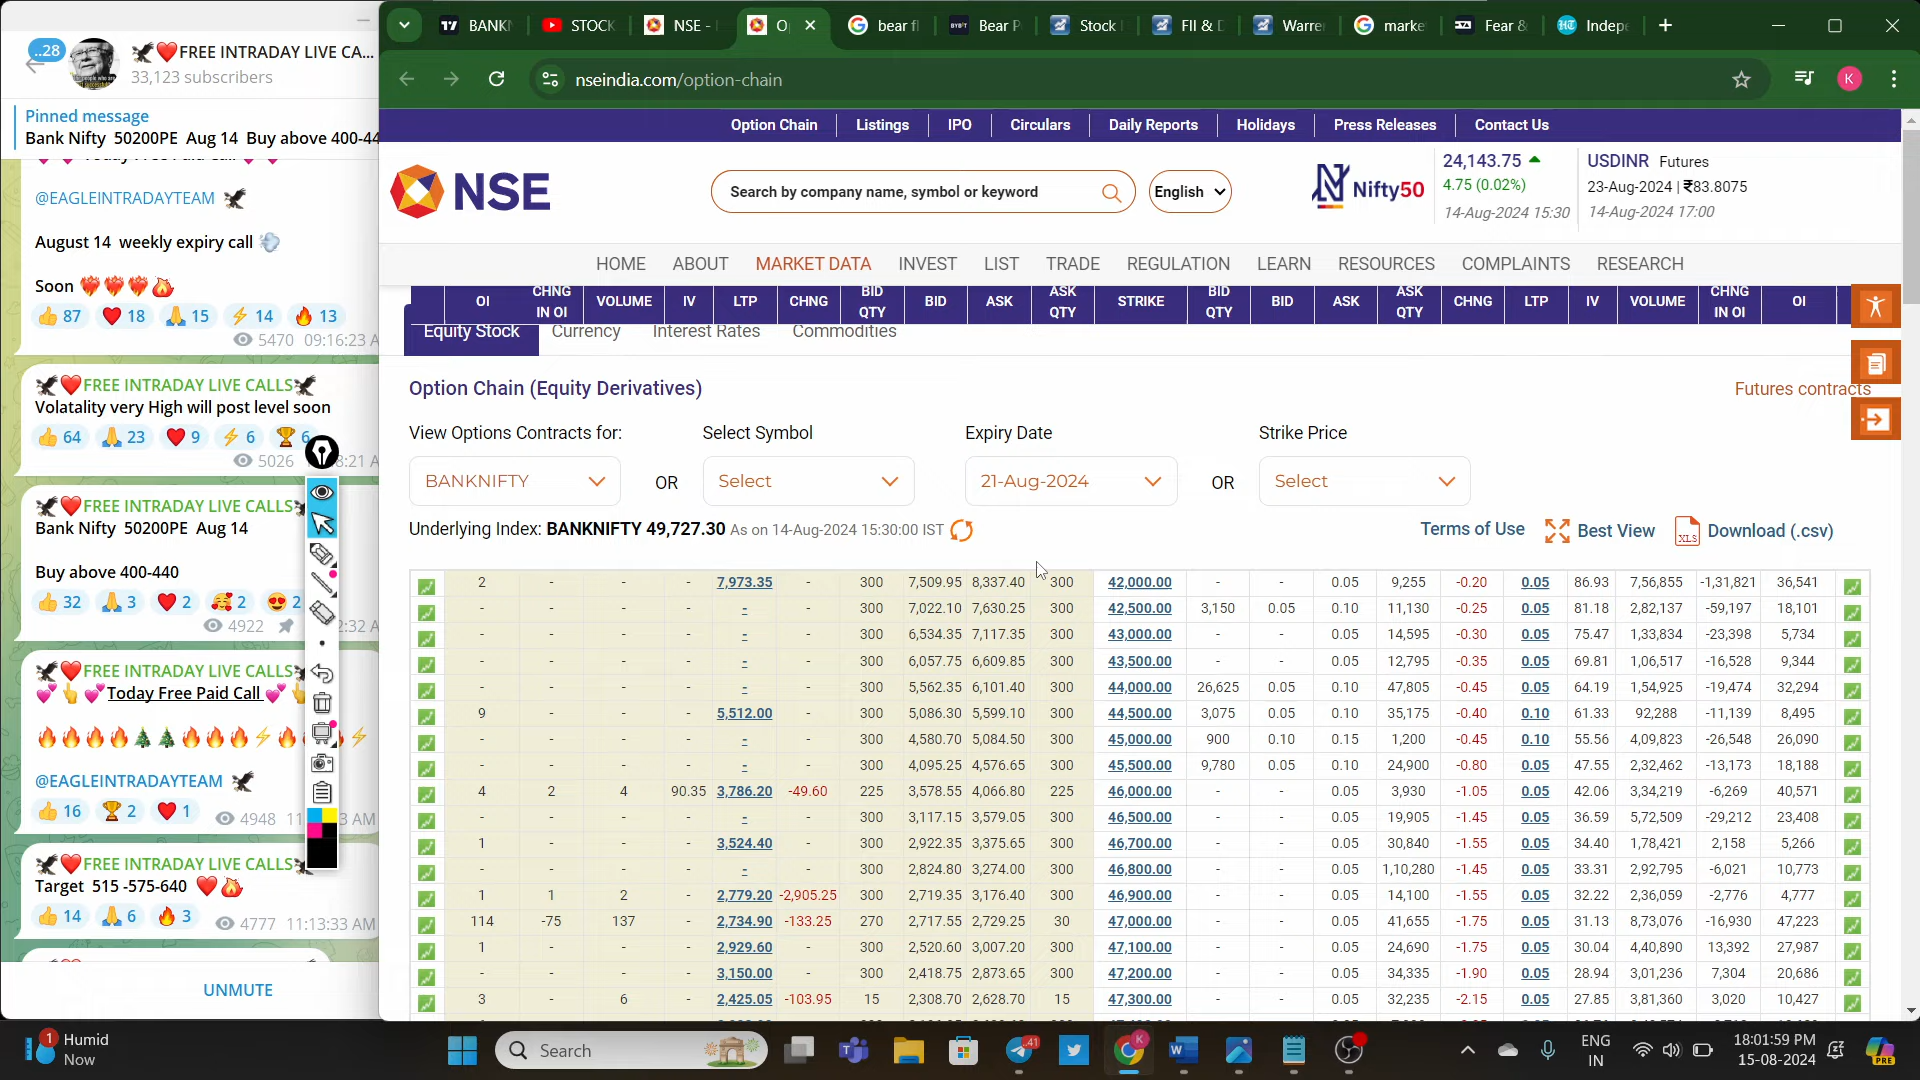 ..28
FREE INTRADAY LIVE CA...
33,123 subscribers
Pinned message
Bank Nifty 50200PE Aug 14 Buy above 400-44
@EAGLEINTRADAYTEAM
August 14 weekly expiry call
Soon
87 18 15 14 13
5470 09:16:23 A
FREE INTRADAY LIVE CALLS
Volatality very High will post level soon
64 23 9 6 6
5026 8:21 A
FREE INTRADAY LIVE CALLS
Bank Nifty 50200PE Aug 14
Buy above 400-440
32 3 2 2 2
4922 2:32 A
FREE INTRADAY LIVE CALLS
Today Free Paid Call
@EAGLEINTRADAYTEAM
16 2 1 4948 11 3 AM
FREE INTRADAY LIVE CALLS
Target 515 -575-640
14 6 3 4777 11:13:33 AM
UNMUTE
BANKN STOCK NSE - O bear fl Bear P Stock FII & D Warre marke Fear & Indepe
nseindia.com/option-chain K
Option Chain Listings IPO Circulars Daily Reports Holidays Press Releases Contact Us
NSE
Search by company name, symbol or keyword
English
Nifty50
24,143.75
4.75 (0.02%)
14-Aug-2024 15:30
USDINR Futures
23-Aug-2024 | ₹83.8075
14-Aug-2024 17:00
HOME ABOUT MARKET DATA INVEST LIST TRADE REGULATION LEARN RESOURCES COMPLAINTS RESEARCH
OI CHNG IN OI VOLUME IV LTP CHNG BID QTY BID ASK ASK QTY STRIKE BID QTY BID ASK ASK QTY CHNG LTP IV VOLUME CHNG IN OI OI
Equity Stock Currency Interest Rates Commodities
Option Chain (Equity Derivatives)
Futures contracts
View Options Contracts for: Select Symbol Expiry Date Strike Price
BANKNIFTY OR Select 21-Aug-2024 OR Select
Underlying Index: BANKNIFTY 49,727.30 As on 14-Aug-2024 15:30:00 IST
Terms of Use Best View XLS Download (.csv)
2 - - - 7,973.35 - 300 7,509.95 8,337.40 300 42,000.00 - - 0.05 9,255 -0.20 0.05 86.93 7,56,855 -1,31,821 36,541
- - - - - - 300 7,022.10 7,630.25 300 42,500.00 3,150 0.05 0.10 11,130 -0.25 0.05 81.18 2,82,137 -59,197 18,101
- - - - - - 300 6,534.35 7,117.35 300 43,000.00 - - 0.05 14,595 -0.30 0.05 75.47 1,33,834 -23,398 5,734
- - - - - - 300 6,057.75 6,609.85 300 43,500.00 - - 0.05 12,795 -0.35 0.05 69.81 1,06,517 -16,528 9,344
- - - - - - 300 5,562.35 6,101.40 300 44,000.00 26,625 0.05 0.10 47,805 -0.45 0.05 64.19 1,54,925 -19,474 32,294
9 - - - 5,512.00 - 300 5,086.30 5,599.10 300 44,500.00 3,075 0.05 0.10 35,175 -0.40 0.10 61.33 92,288 -11,139 8,495
- - - - - - 300 4,580.70 5,084.50 300 45,000.00 900 0.10 0.15 1,200 -0.45 0.10 55.56 4,09,823 -26,548 26,090
- - - - - - 300 4,095.25 4,576.65 300 45,500.00 9,780 0.05 0.10 24,900 -0.80 0.05 47.55 2,32,462 -13,173 18,188
4 2 4 90.35 3,786.20 -49.60 225 3,578.55 4,066.80 225 46,000.00 - - 0.05 3,930 -1.05 0.05 42.06 3,34,219 -6,269 40,571
- - - - - - 300 3,117.15 3,579.05 300 46,500.00 - - 0.05 19,905 -1.45 0.05 36.59 5,72,509 -29,212 23,408
1 - - - 3,524.40 - 300 2,922.35 3,375.65 300 46,700.00 - - 0.05 30,840 -1.55 0.05 34.40 1,78,421 2,158 5,266
- - - - - - 300 2,824.80 3,274.00 300 46,800.00 - - 0.05 1,10,280 -1.45 0.05 33.31 2,92,795 -6,021 10,773
1 1 2 - 2,779.20 -2,905.25 300 2,719.35 3,176.40 300 46,900.00 - - 0.05 14,100 -1.55 0.05 32.22 2,36,059 -2,776 4,777
114 -75 137 - 2,734.90 -133.25 270 2,717.55 2,729.25 30 47,000.00 - - 0.05 41,655 -1.75 0.05 31.13 8,73,076 -16,930 47,223
1 - - - 2,929.60 - 300 2,520.60 3,007.20 300 47,100.00 - - 0.05 24,690 -1.75 0.05 30.04 4,40,890 13,392 27,987
- - - - 3,150.00 - 300 2,418.75 2,873.65 300 47,200.00 - - 0.05 34,335 -1.90 0.05 28.94 3,01,236 7,304 20,686
3 - 6 - 2,425.05 -103.95 15 2,308.70 2,628.70 15 47,300.00 - - 0.05 32,235 -2.15 0.05 27.85 3,81,360 3,020 10,427
1 Humid
Now
Search
41
ENG
IN
18:01:59 PM
15-08-2024
PRE